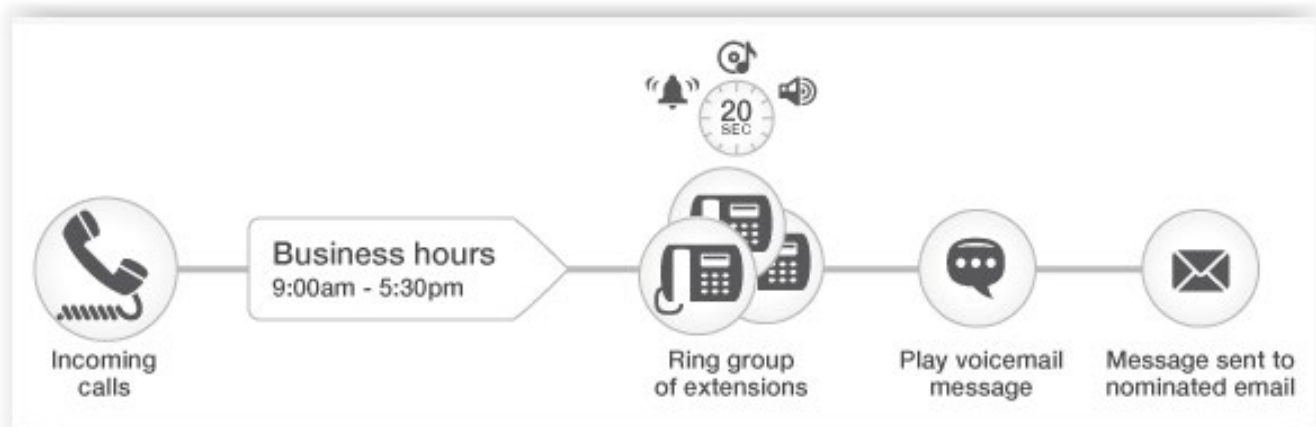 20
SEC
Business hours
9:00am - 5:30pm
Incoming
calls
Ring group
of extensions
Play voicemail
message
Message sent to
nominated email